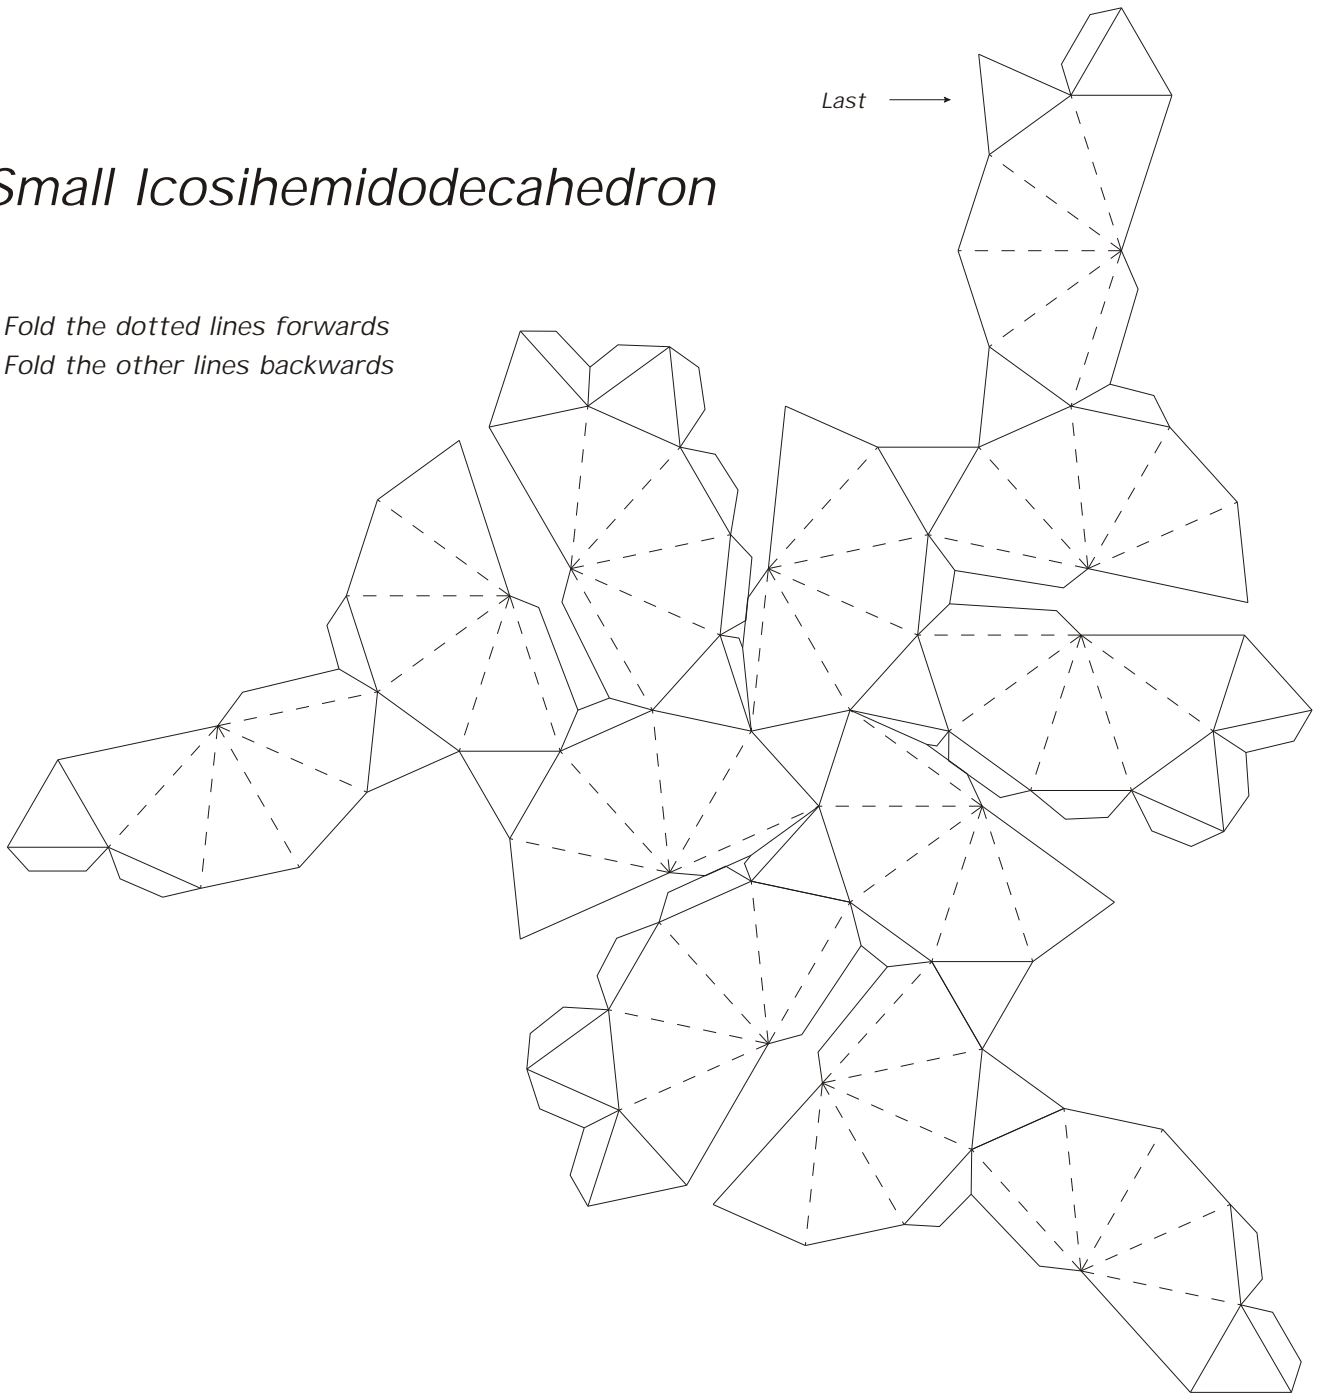 Last
Small Icosihemidodecahedron
Fold the dotted lines forwards
Fold the other lines backwards